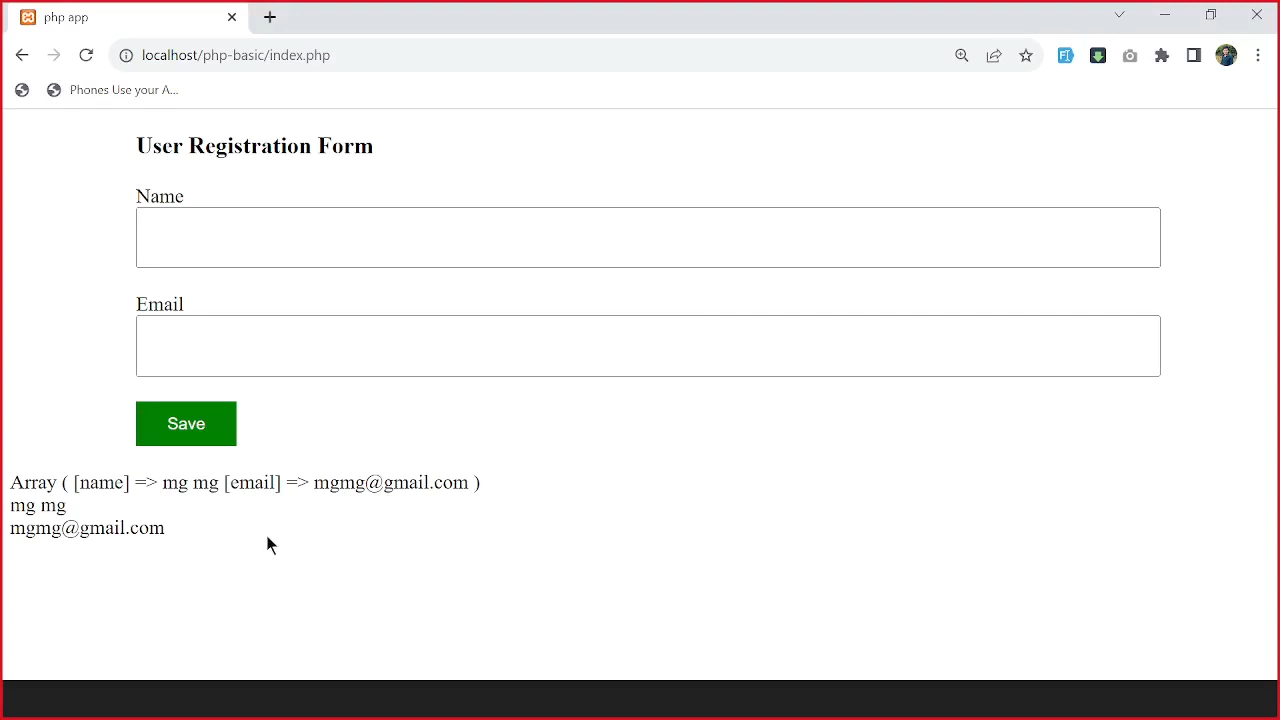 php app
localhost/php-basic/index.php
Phones Use your A...
User Registration Form
Name
Email
Save
Array ( [name] => mg mg [email] => mgmg@gmail.com )
mg mg
mgmg@gmail.com